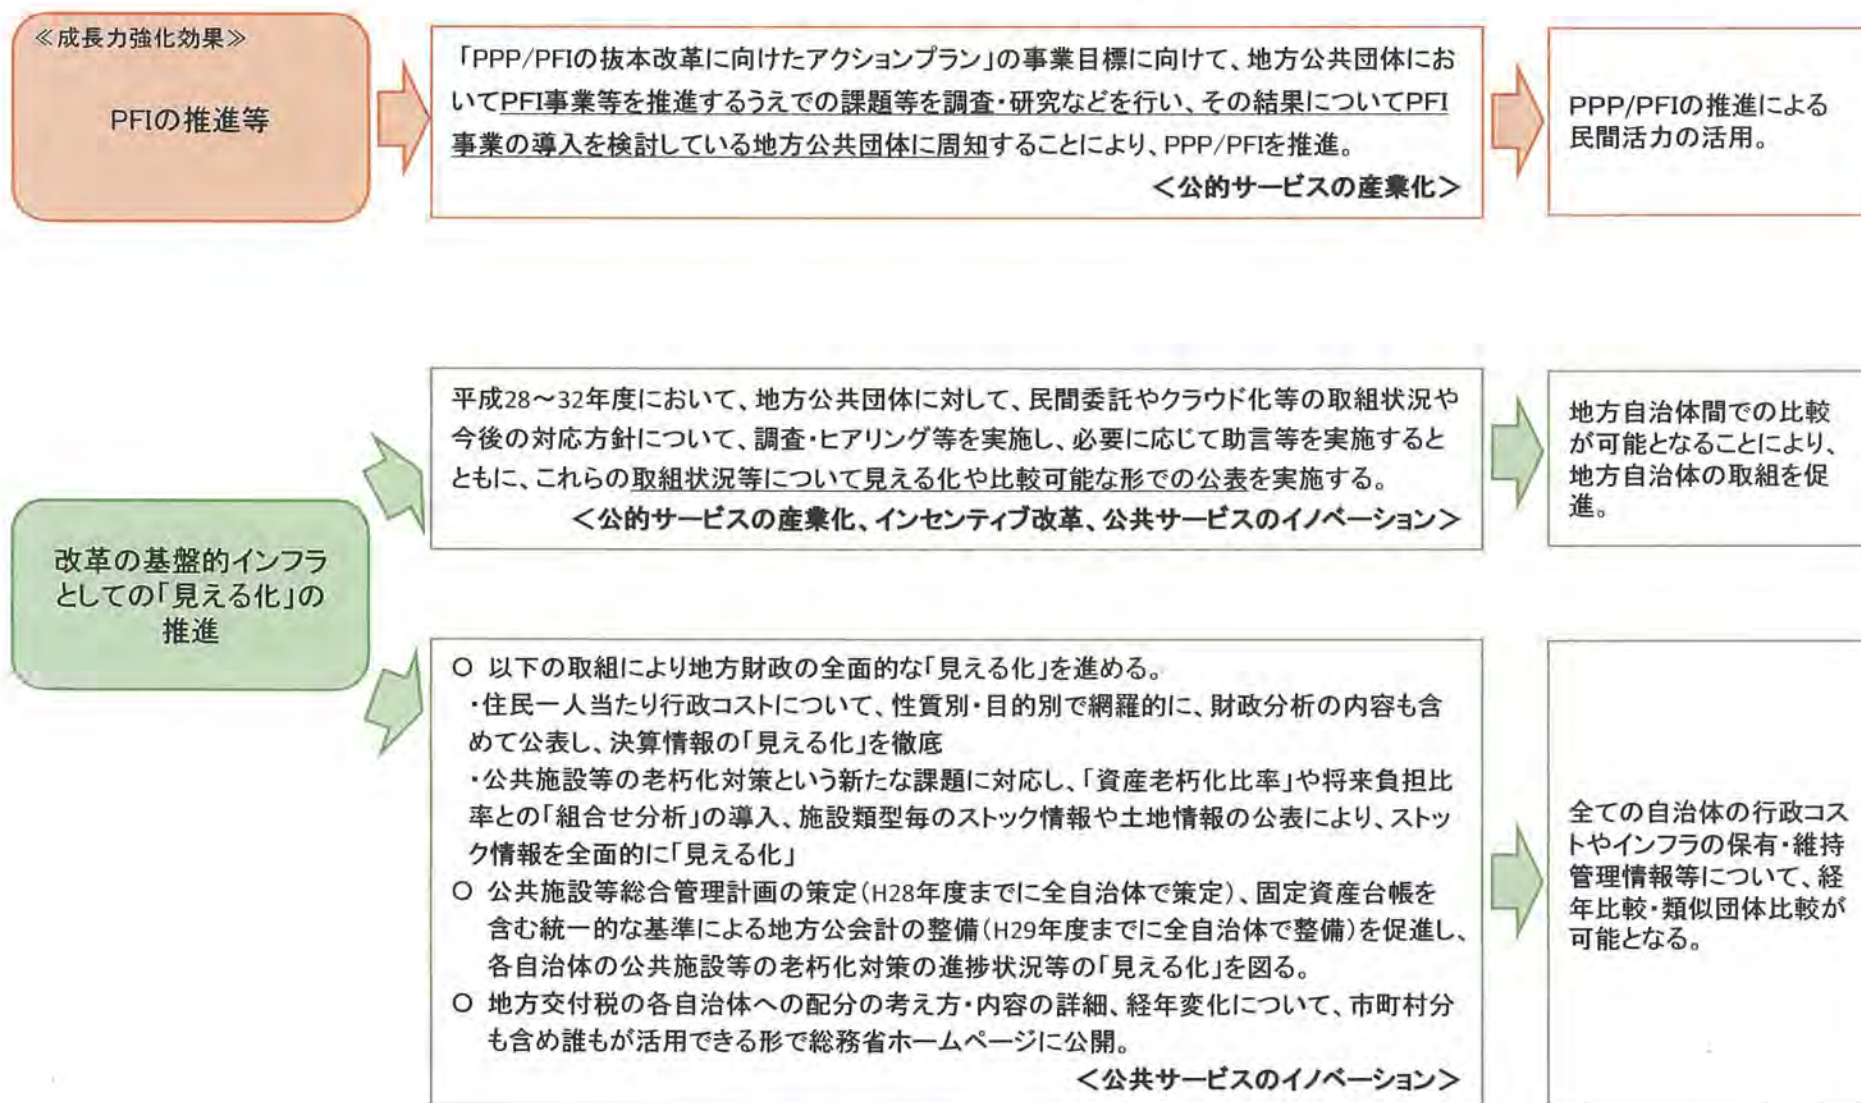 ≪成長力強化効果≫
PFIの推進等
「PPP/PFIの抜本改革に向けたアクションプラン」の事業目標に向けて、地方公共団体にお
いてPFI事業等を推進するうえでの課題等を調査・研究などを行い、その結果についてPFI
事業の導入を検討している地方公共団体に周知することにより、PPP/PFIを推進。
＜公的サービスの産業化＞
PPP/PFIの推進による
民間活力の活用。
改革の基盤的インフラ
としての「見える化」の
推進
平成28～32年度において、地方公共団体に対して、民間委託やクラウド化等の取組状況や
今後の対応方針について、調査・ヒアリング等を実施し、必要に応じて助言等を実施すると
ともに、これらの取組状況等について見える化や比較可能な形での公表を実施する。
＜公的サービスの産業化、インセンティブ改革、公共サービスのイノベーション＞
地方自治体間での比較
が可能となることにより、
地方自治体の取組を促
進。
○ 以下の取組により地方財政の全面的な「見える化」を進める。
・住民一人当たり行政コストについて、性質別・目的別で網羅的に、財政分析の内容も含
めて公表し、決算情報の「見える化」を徹底
・公共施設等の老朽化対策という新たな課題に対応し、「資産老朽化比率」や将来負担比
率との「組合せ分析」の導入、施設類型毎のストック情報や土地情報の公表により、ストッ
ク情報を全面的に「見える化」
○ 公共施設等総合管理計画の策定(H28年度までに全自治体で策定)、固定資産台帳を
含む統一的な基準による地方公会計の整備(H29年度までに全自治体で整備)を促進し、
各自治体の公共施設等の老朽化対策の進捗状況等の「見える化」を図る。
○ 地方交付税の各自治体への配分の考え方・内容の詳細、経年変化について、市町村分
も含め誰もが活用できる形で総務省ホームページに公開。
＜公共サービスのイノベーション＞
全ての自治体の行政コス
トやインフラの保有・維持
管理情報等について、経
年比較・類似団体比較が
可能となる。